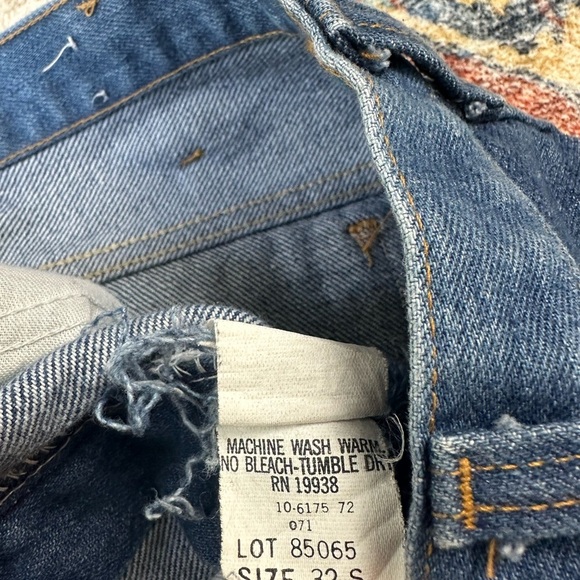 MACHINE WASH WARM
NO BLEACH-TUMBLE DRY
RN 19938
10-6175 72
071
LOT 85065
SIZE 32 S